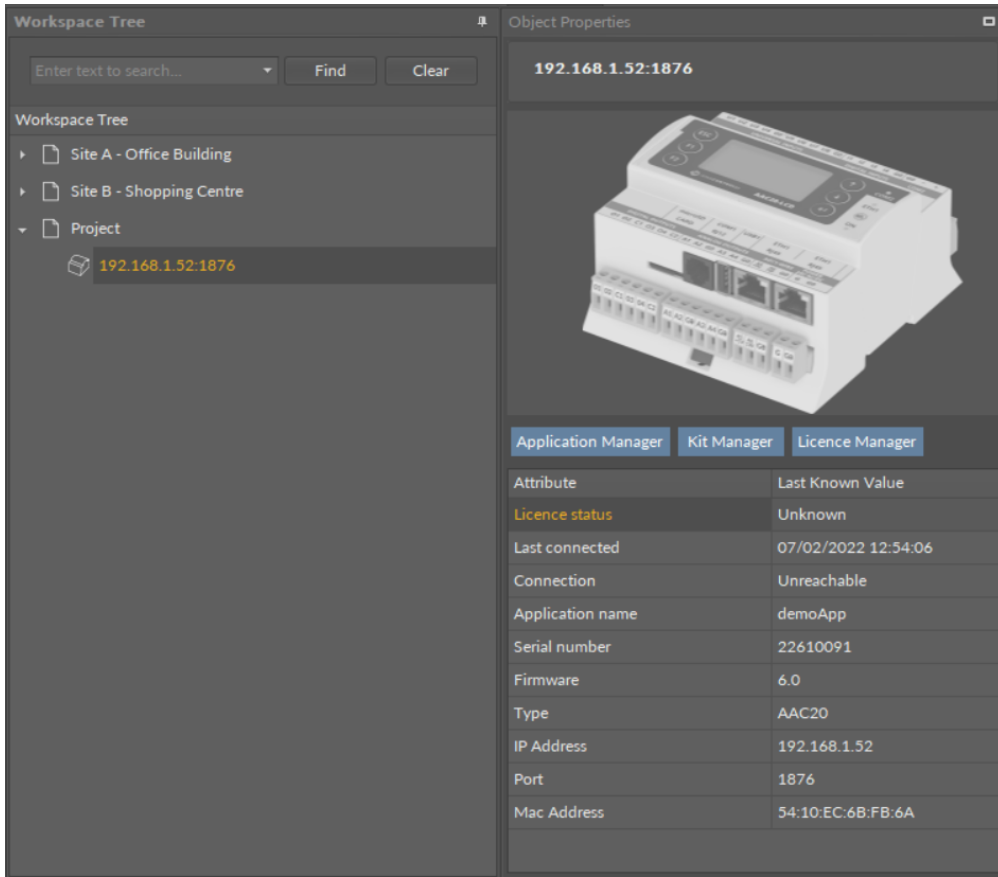 Workspace Tree
Enter text to search...
Find
Clear
Workspace Tree
Site A - Office Building
Site B - Shopping Centre
Project
192.168.1.52:1876
Object Properties
192.168.1.52:1876
ESC
AAC20-LCD
Application Manager
Kit Manager
Licence Manager
Attribute Last Known Value
Licence status Unknown
Last connected 07/02/2022 12:54:06
Connection Unreachable
Application name demoApp
Serial number 22610091
Firmware 6.0
Type AAC20
IP Address 192.168.1.52
Port 1876
Mac Address 54:10:EC:6B:FB:6A